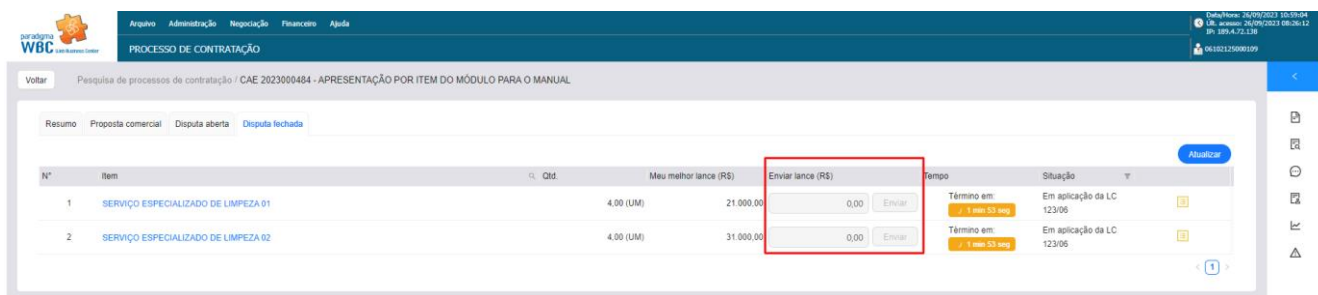 paradigma
WBC Lean Business Center
Arquivo Administração Negociação Financeiro Ajuda
Data/Hora: 26/09/2023 10:59:04
Últ. acesso: 26/09/2023 08:26:12
IP: 189.4.72.138
PROCESSO DE CONTRATAÇÃO
06102125000109
Voltar Pesquisa de processos de contratação / CAE 2023000484 - APRESENTAÇÃO POR ITEM DO MÓDULO PARA O MANUAL
Resumo Proposta comercial Disputa aberta Disputa fechada
Atualizar
N° Item Qtd. Meu melhor lance (R$) Enviar lance (R$) Tempo Situação
1 SERVIÇO ESPECIALIZADO DE LIMPEZA 01 4,00 (UM) 21.000,00 0,00 Enviar Término em: 1 min 53 seg Em aplicação da LC 123/06
2 SERVIÇO ESPECIALIZADO DE LIMPEZA 02 4,00 (UM) 31.000,00 0,00 Enviar Término em: 1 min 53 seg Em aplicação da LC 123/06
< 1 >